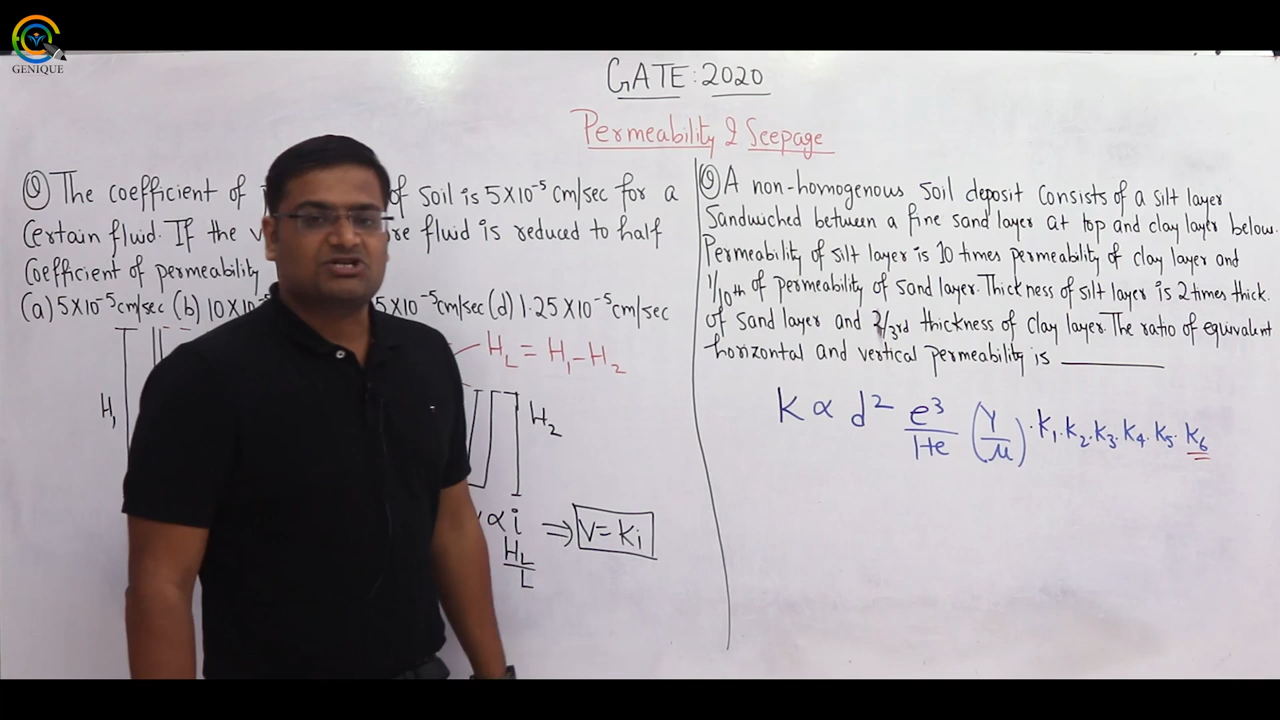 GENIQUE
GATE: 2020
Permeability & Seepage
Q The coefficient of of soil is 5×10⁻⁵ cm/sec for a
Certain fluid. If the fluid is reduced to half
Coefficient of permeability
(a) 5×10⁻⁵ cm/sec (b) 10×10⁻⁵ 5×10⁻⁵ cm/sec (d) 1.25×10⁻⁵ cm/sec
H_L = H₁ - H₂
H₁
H₂
∝ i ⇒ V = Ki
H_L
L
Q A non-homogenous Soil deposit Consists of a silt layer
Sandwiched between a fine sand layer at top and clay layer below.
Permeability of silt layer is 10 times permeability of clay layer and
1/10th of permeability of sand layer. Thickness of silt layer is 2 times thick.
of sand layer and 2/3rd thickness of clay layer. The ratio of equivalent
horizontal and vertical permeability is ________
K ∝ d² e³/1+e (γ/μ) · K₁ · K₂ · K₃ · K₄ · K₅ · K₆